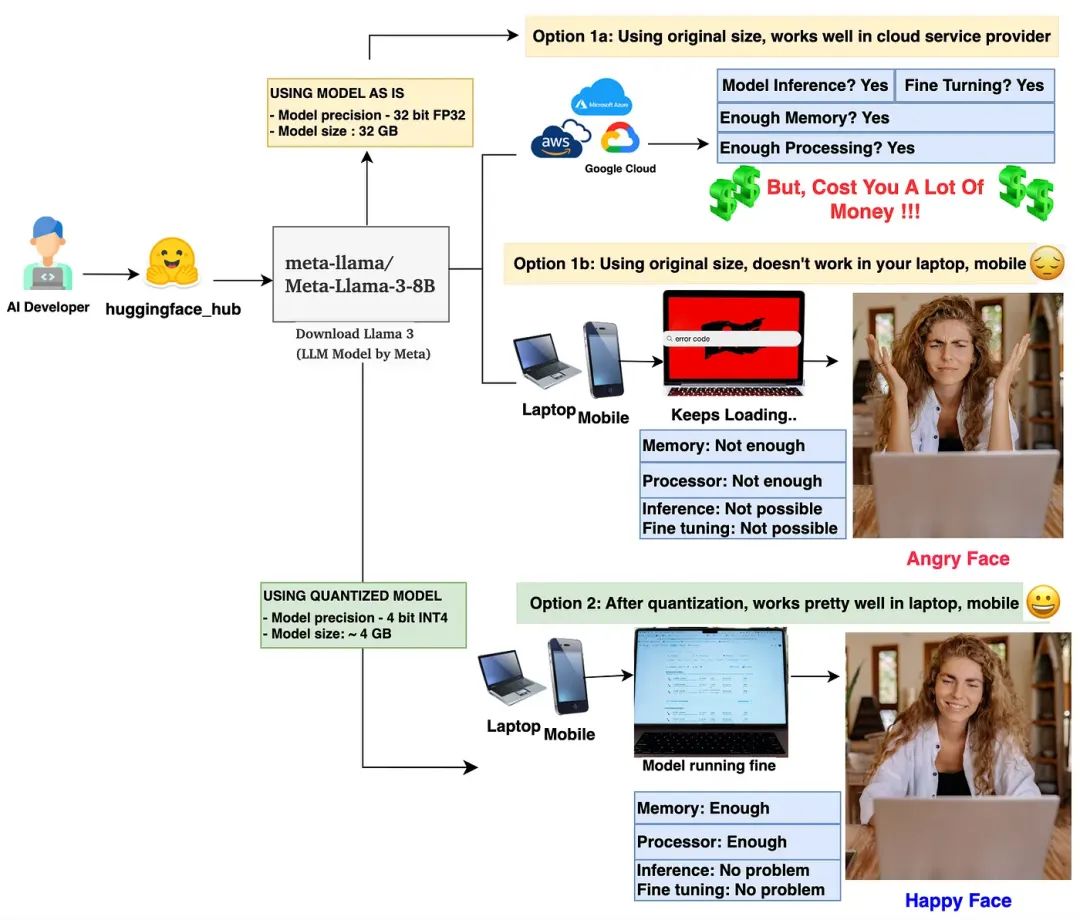 Option 1a: Using original size, works well in cloud service provider
USING MODEL AS IS
- Model precision - 32 bit FP32
- Model size : 32 GB
Microsoft Azure
aws
Google Cloud
Model Inference? Yes
Fine Turning? Yes
Enough Memory? Yes
Enough Processing? Yes
But, Cost You A Lot Of
Money !!!
AI Developer
huggingface_hub
meta-llama/
Meta-Llama-3-8B
Download Llama 3
(LLM Model by Meta)
Option 1b: Using original size, doesn't work in your laptop, mobile
error code
Laptop
Mobile
Keeps Loading..
Memory: Not enough
Processor: Not enough
Inference: Not possible
Fine tuning: Not possible
Angry Face
USING QUANTIZED MODEL
- Model precision - 4 bit INT4
- Model size: ~ 4 GB
Option 2: After quantization, works pretty well in laptop, mobile
Laptop
Mobile
Model running fine
Memory: Enough
Processor: Enough
Inference: No problem
Fine tuning: No problem
Happy Face